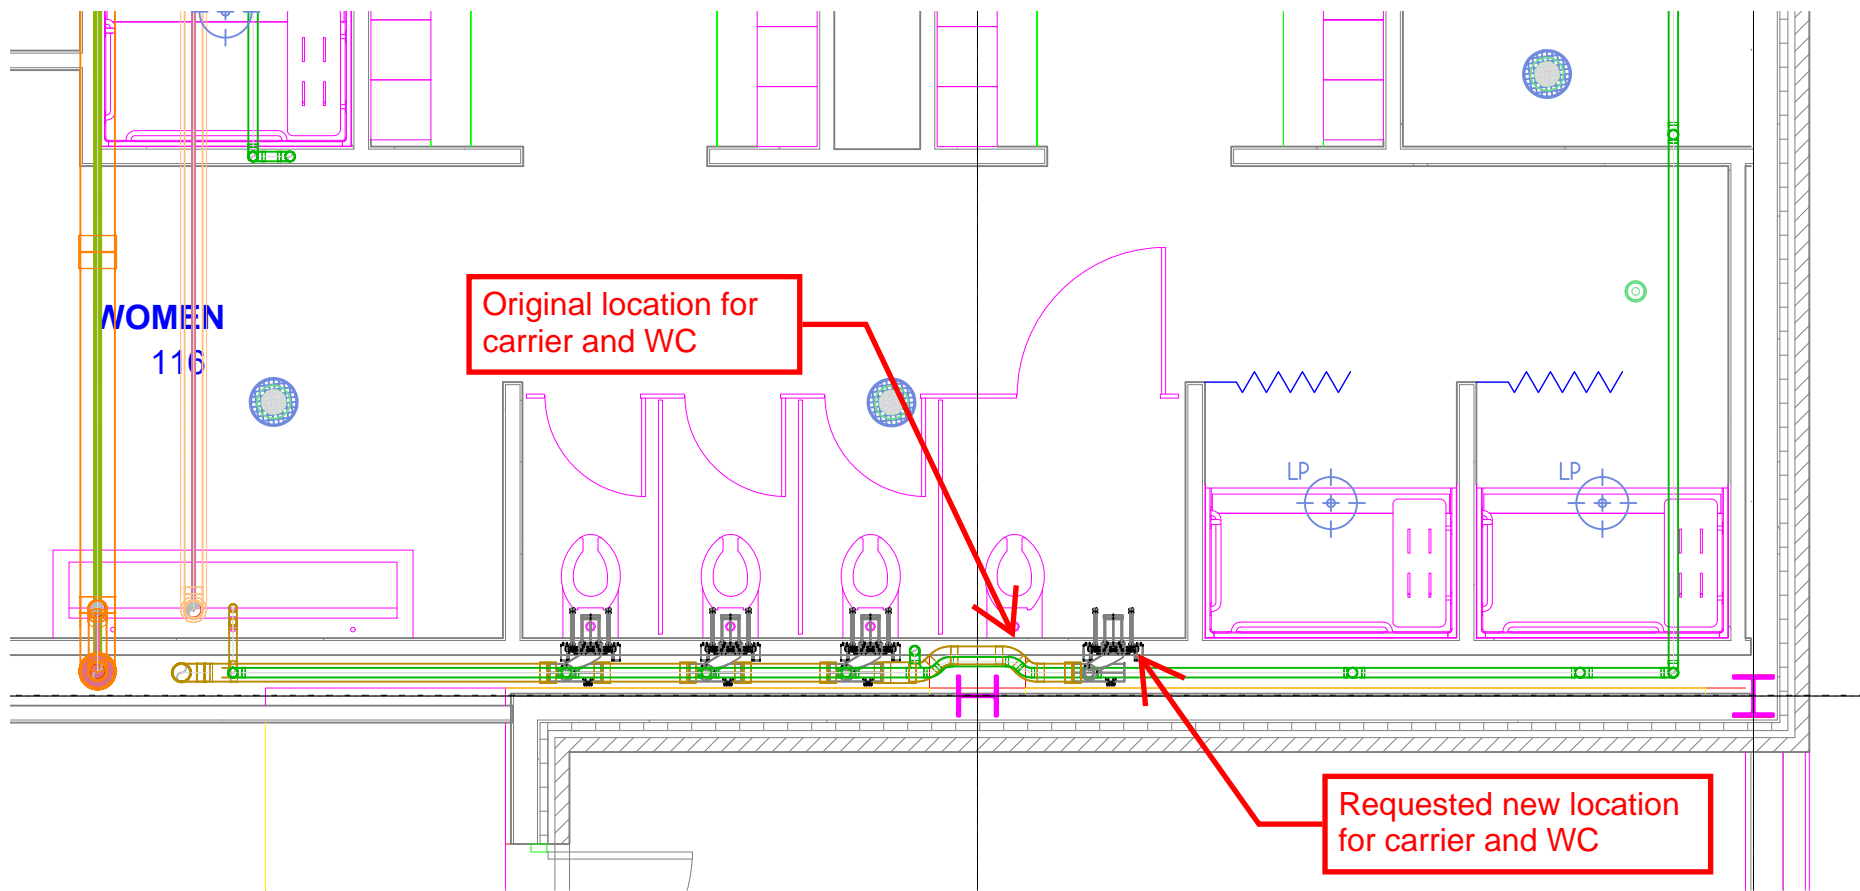 WOMEN
116
Original location for
carrier and WC
LP
LP
Requested new location
for carrier and WC